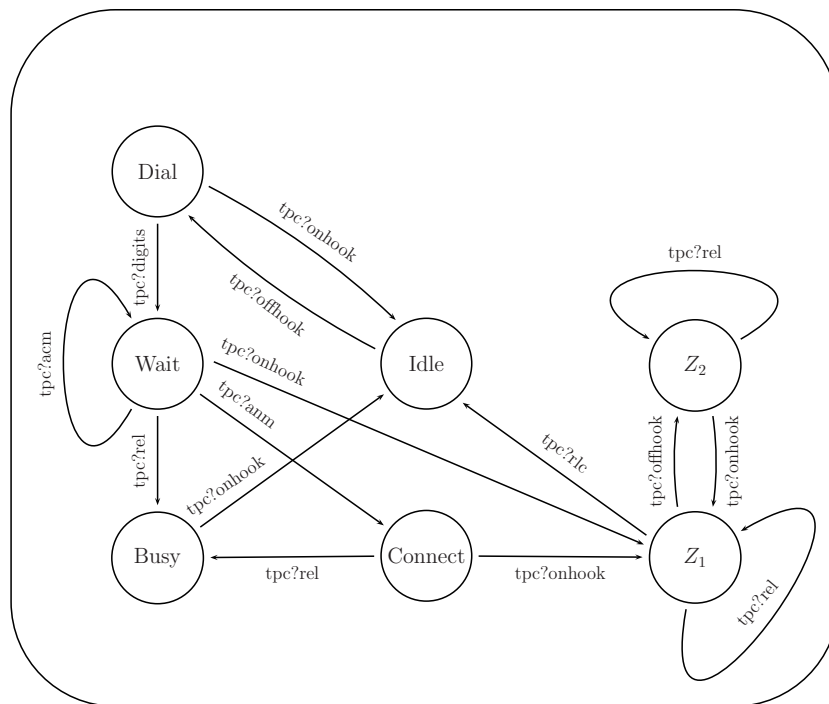 Dial
tpc?onhook
tpc?digits
tpc?offhook
tpc?rel
tpc?acm
Wait
tpc?onhook
Idle
Z2
tpc?anm
tpc?rel
tpc?onhook
tpc?rlc
tpc?offhook
tpc?onhook
Busy
tpc?rel
Connect
tpc?onhook
Z1
tpc?rel